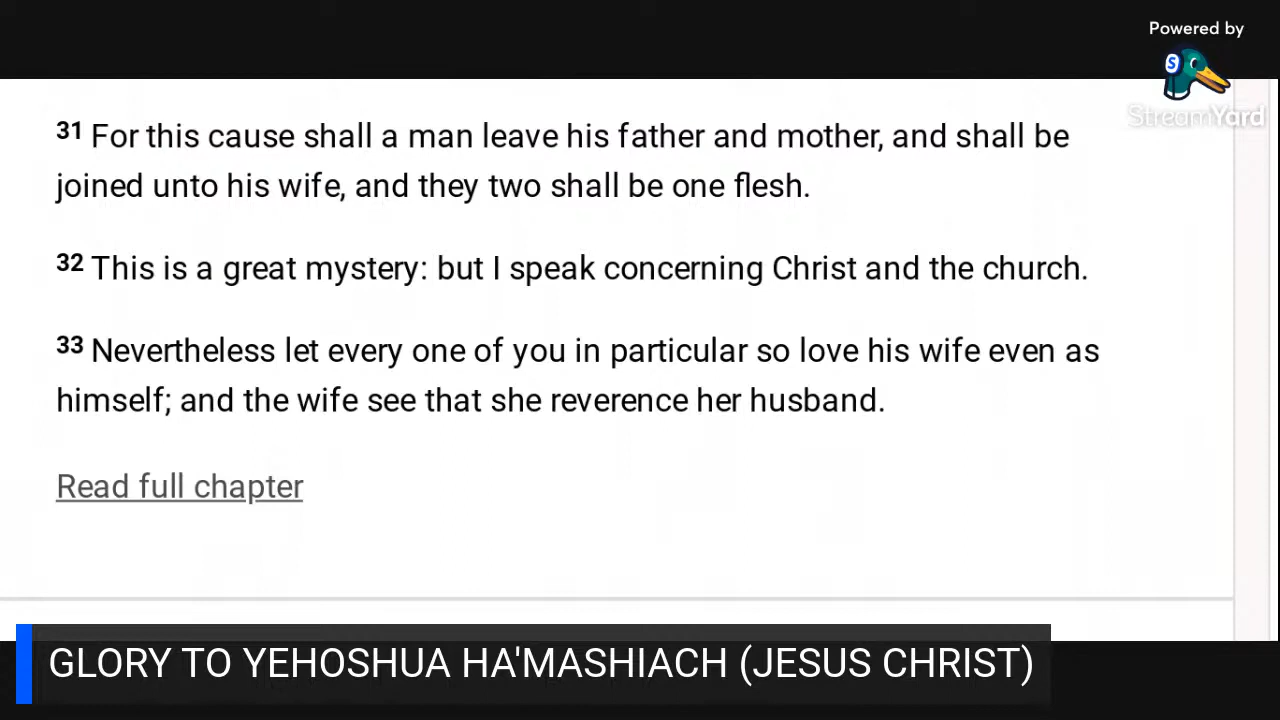 Powered by
S
StreamYard
31 For this cause shall a man leave his father and mother, and shall be
joined unto his wife, and they two shall be one flesh.
32 This is a great mystery: but I speak concerning Christ and the church.
33 Nevertheless let every one of you in particular so love his wife even as
himself; and the wife see that she reverence her husband.
Read full chapter
GLORY TO YEHOSHUA HA'MASHIACH (JESUS CHRIST)